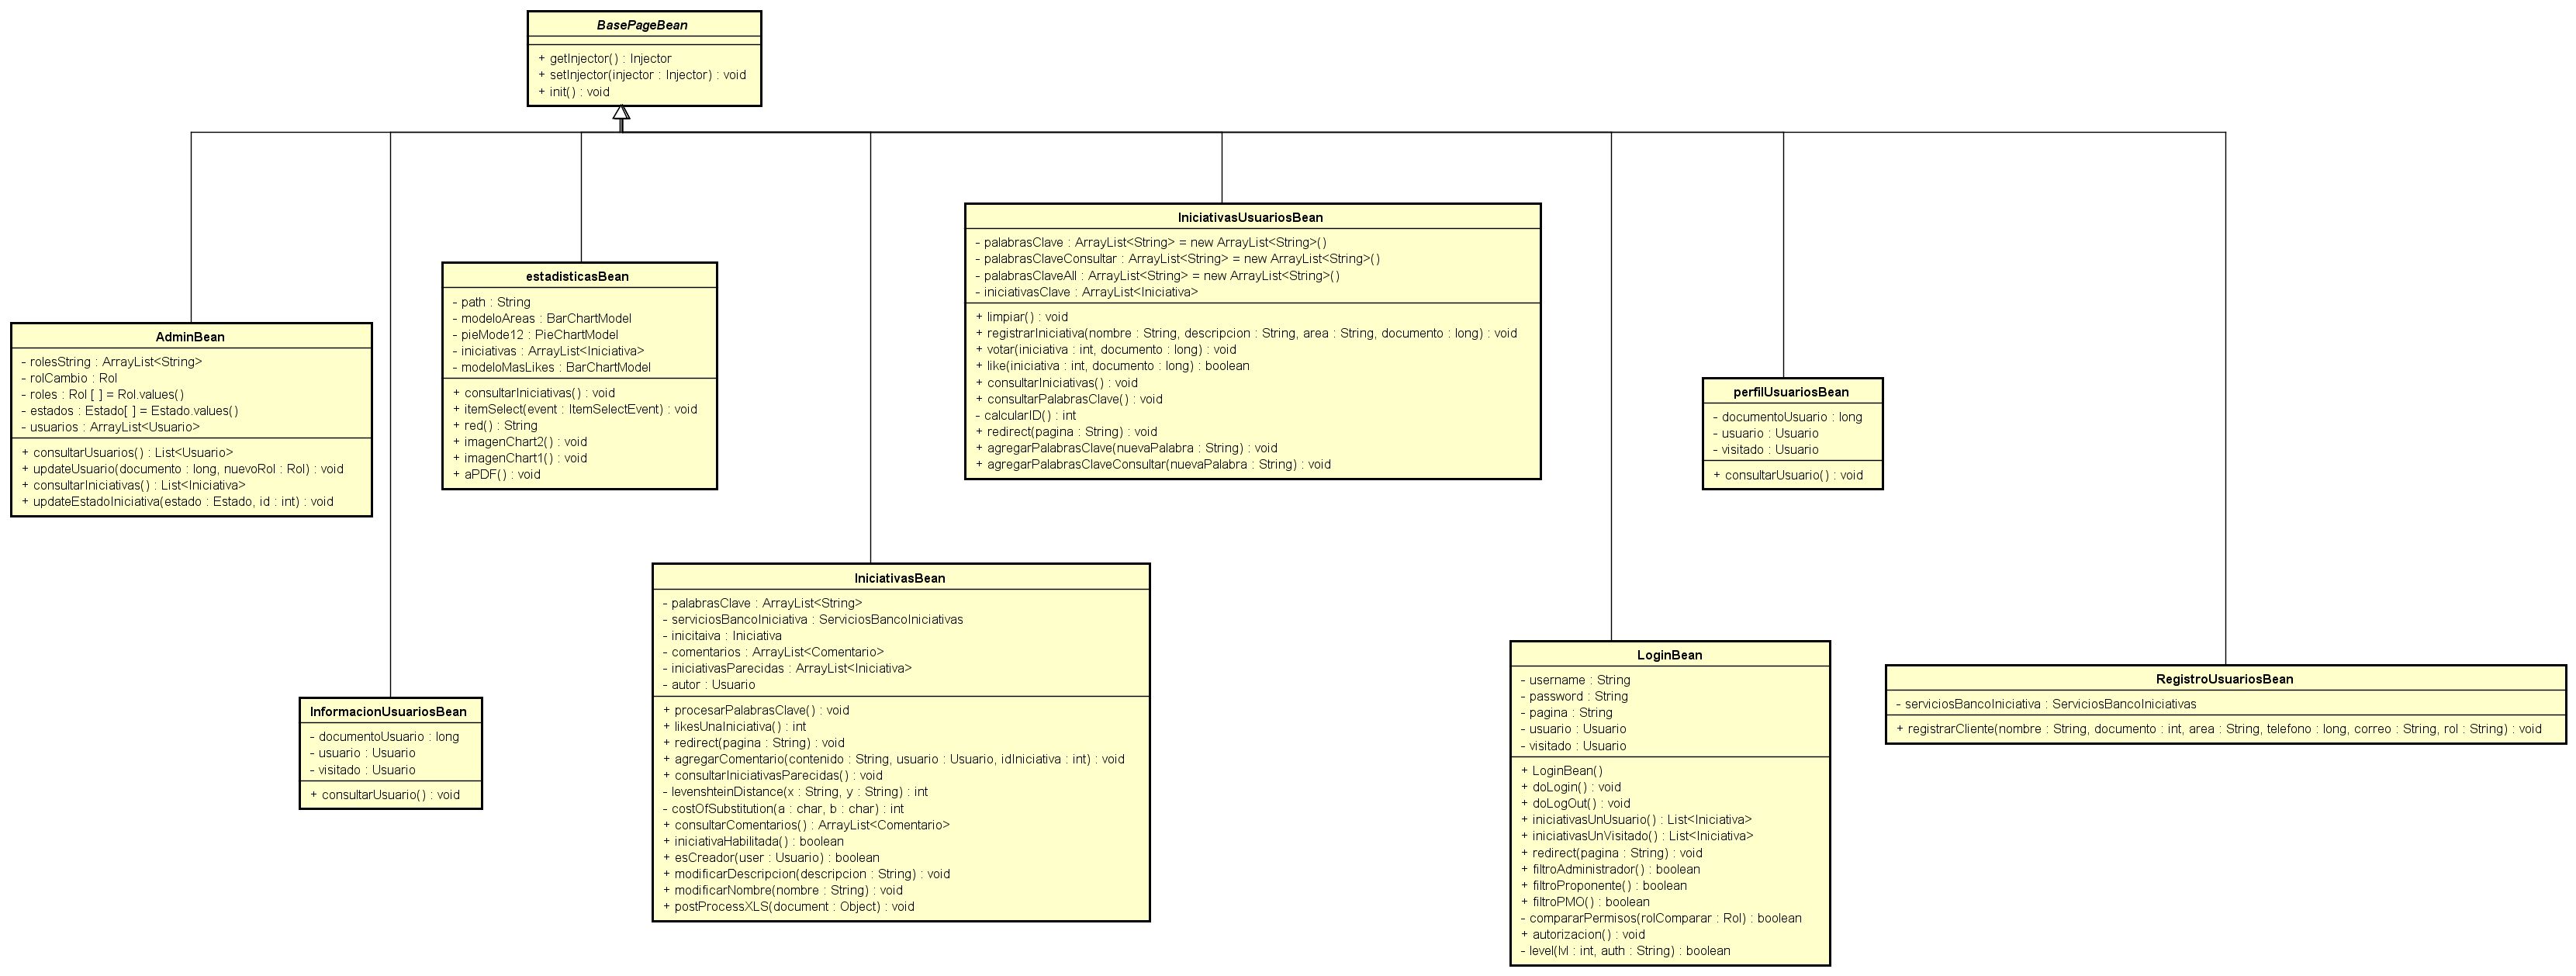 BasePageBean
+ getInjector() : Injector
+ setInjector(injector : Injector) : void
+ init() : void
AdminBean
- rolesString : ArrayList<String>
- rolCambio : Rol
- roles : Rol [ ] = Rol.values()
- estados : Estado[ ] = Estado.values()
- usuarios : ArrayList<Usuario>
+ consultarUsuarios() : List<Usuario>
+ updateUsuario(documento : long, nuevoRol : Rol) : void
+ consultarIniciativas() : List<Iniciativa>
+ updateEstadoIniciativa(estado : Estado, id : int) : void
InformacionUsuariosBean
- documentoUsuario : long
- usuario : Usuario
- visitado : Usuario
+ consultarUsuario() : void
estadisticasBean
- path : String
- modeloAreas : BarChartModel
- pieMode12 : PieChartModel
- iniciativas : ArrayList<Iniciativa>
- modeloMasLikes : BarChartModel
+ consultarIniciativas() : void
+ itemSelect(event : ItemSelectEvent) : void
+ red() : String
+ imagenChart2() : void
+ imagenChart1() : void
+ aPDF() : void
IniciativasBean
- palabrasClave : ArrayList<String>
- serviciosBancoIniciativa : ServiciosBancoIniciativas
- inicitaiva : Iniciativa
- comentarios : ArrayList<Comentario>
- iniciativasParecidas : ArrayList<Iniciativa>
- autor : Usuario
+ procesarPalabrasClave() : void
+ likesUnaIniciativa() : int
+ redirect(pagina : String) : void
+ agregarComentario(contenido : String, usuario : Usuario, idIniciativa : int) : void
+ consultarIniciativasParecidas() : void
- levenshteinDistance(x : String, y : String) : int
- costOfSubstitution(a : char, b : char) : int
+ consultarComentarios() : ArrayList<Comentario>
+ iniciativaHabilitada() : boolean
+ esCreador(user : Usuario) : boolean
+ modificarDescripcion(descripcion : String) : void
+ modificarNombre(nombre : String) : void
+ postProcessXLS(document : Object) : void
IniciativasUsuariosBean
- palabrasClave : ArrayList<String> = new ArrayList<String>()
- palabrasClaveConsultar : ArrayList<String> = new ArrayList<String>()
- palabrasClaveAll : ArrayList<String> = new ArrayList<String>()
- iniciativasClave : ArrayList<Iniciativa>
+ limpiar() : void
+ registrarIniciativa(nombre : String, descripcion : String, area : String, documento : long) : void
+ votar(iniciativa : int, documento : long) : void
+ like(iniciativa : int, documento : long) : boolean
+ consultarIniciativas() : void
+ consultarPalabrasClave() : void
- calcularID() : int
+ redirect(pagina : String) : void
+ agregarPalabrasClave(nuevaPalabra : String) : void
+ agregarPalabrasClaveConsultar(nuevaPalabra : String) : void
LoginBean
- username : String
- password : String
- pagina : String
- usuario : Usuario
- visitado : Usuario
+ LoginBean()
+ doLogin() : void
+ doLogOut() : void
+ iniciativasUnUsuario() : List<Iniciativa>
+ iniciativasUnVisitado() : List<Iniciativa>
+ redirect(pagina : String) : void
+ filtroAdministrador() : boolean
+ filtroProponente() : boolean
+ filtroPMO() : boolean
- compararPermisos(rolComparar : Rol) : boolean
+ autorizacion() : void
- level(lvl : int, auth : String) : boolean
perfilUsuariosBean
- documentoUsuario : long
- usuario : Usuario
- visitado : Usuario
+ consultarUsuario() : void
RegistroUsuariosBean
- serviciosBancoIniciativa : ServiciosBancoIniciativas
+ registrarCliente(nombre : String, documento : int, area : String, telefono : long, correo : String, rol : String) : void